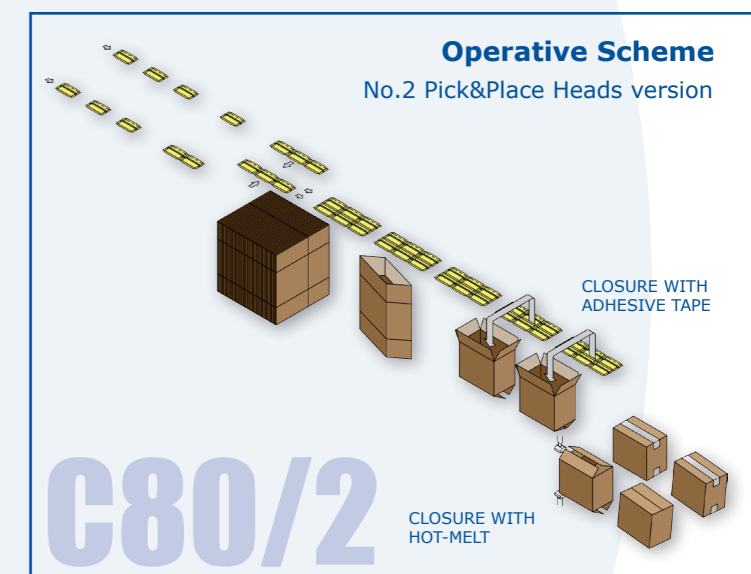 Operative Scheme
No.2 Pick&Place Heads version
CLOSURE WITH
ADHESIVE TAPE
C80/2
CLOSURE WITH
HOT-MELT